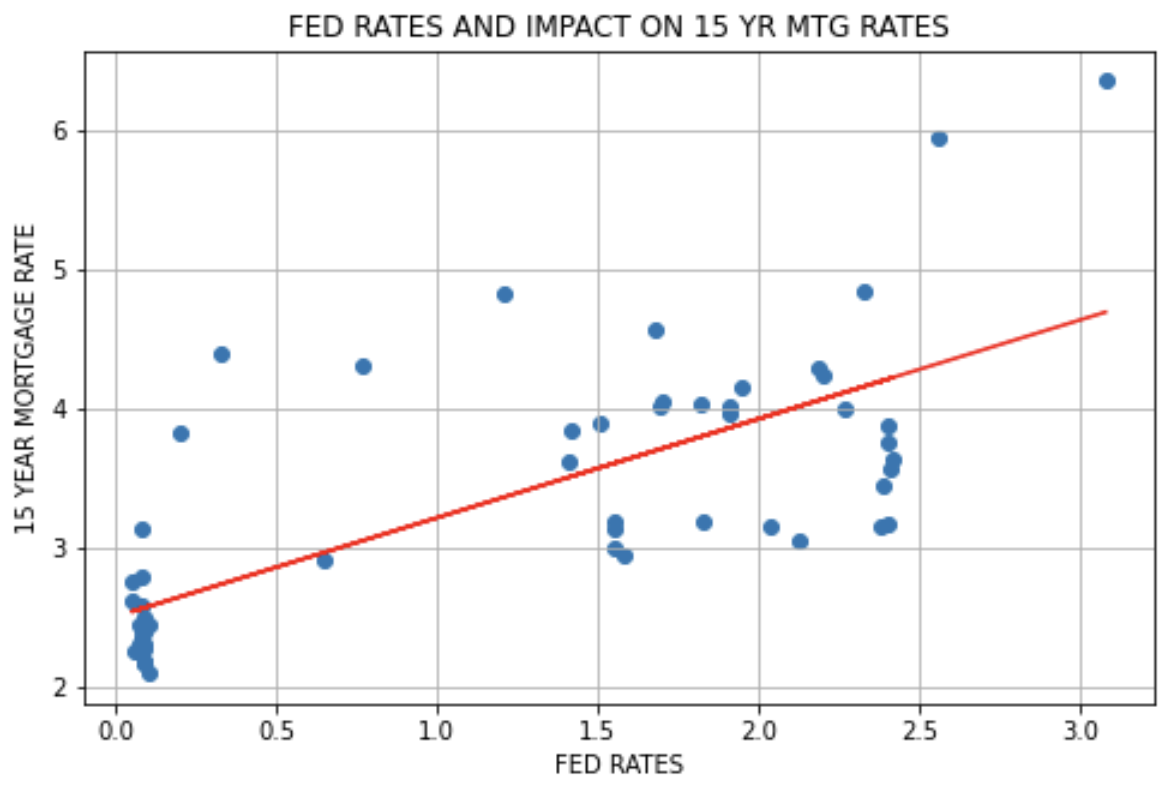 FED RATES AND IMPACT ON 15 YR MTG RATES
15 YEAR MORTGAGE RATE
6
5
4
3
2
0.0 0.5 1.0 1.5 2.0 2.5 3.0
FED RATES